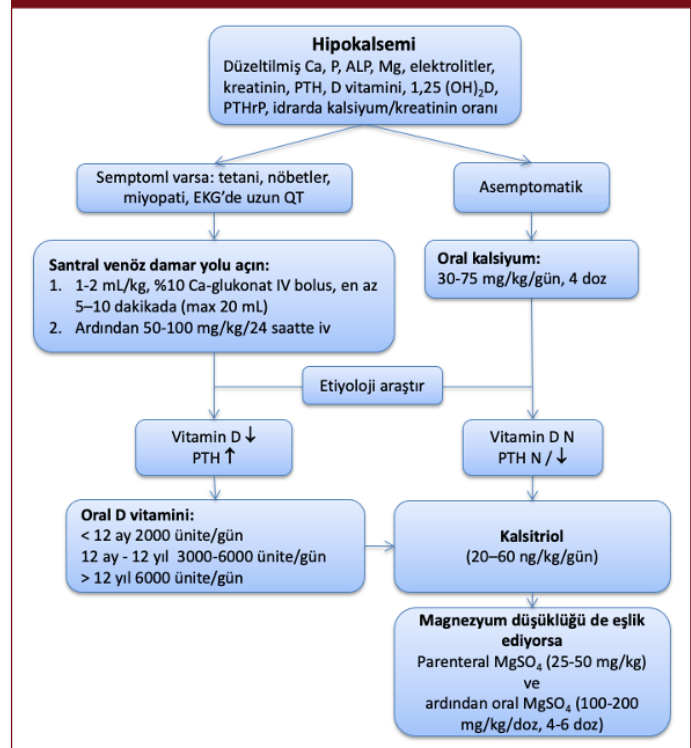 Hipokalsemi
Düzeltilmiş Ca, P, ALP, Mg, elektrolitler,
kreatinin, PTH, D vitamini, 1,25 (OH)₂D,
PTHrP, idrarda kalsiyum/kreatinin oranı
Semptoml varsa: tetani, nöbetler,
miyopati, EKG’de uzun QT
Asemptomatik
Santral venöz damar yolu açın:
1. 1-2 mL/kg, %10 Ca-glukonat IV bolus, en az
5–10 dakikada (max 20 mL)
2. Ardından 50-100 mg/kg/24 saatte iv
Oral kalsiyum:
30-75 mg/kg/gün, 4 doz
Etiyoloji araştır
Vitamin D ↓
PTH ↑
Vitamin D N
PTH N / ↓
Oral D vitamini:
< 12 ay 2000 ünite/gün
12 ay - 12 yıl 3000-6000 ünite/gün
> 12 yıl 6000 ünite/gün
Kalsitriol
(20–60 ng/kg/gün)
Magnezyum düşüklüğü de eşlik
ediyorsa
Parenteral MgSO₄ (25-50 mg/kg)
ve
ardından oral MgSO₄ (100-200
mg/kg/doz, 4-6 doz)